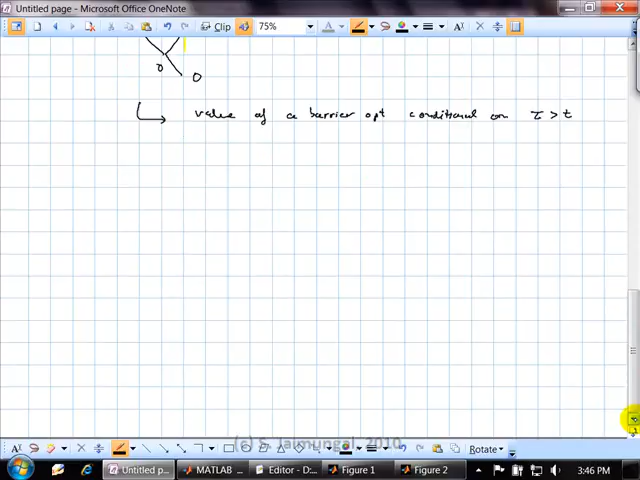 Untitled page - Microsoft Office OneNote
Clip
75%
A
0
0
value of a barrier opt conditional on τ > t
(c) S. Jaimungal, 2010
Rotate
Untitled p...
MATLAB
Editor - D:...
Figure 1
Figure 2
3:46 PM